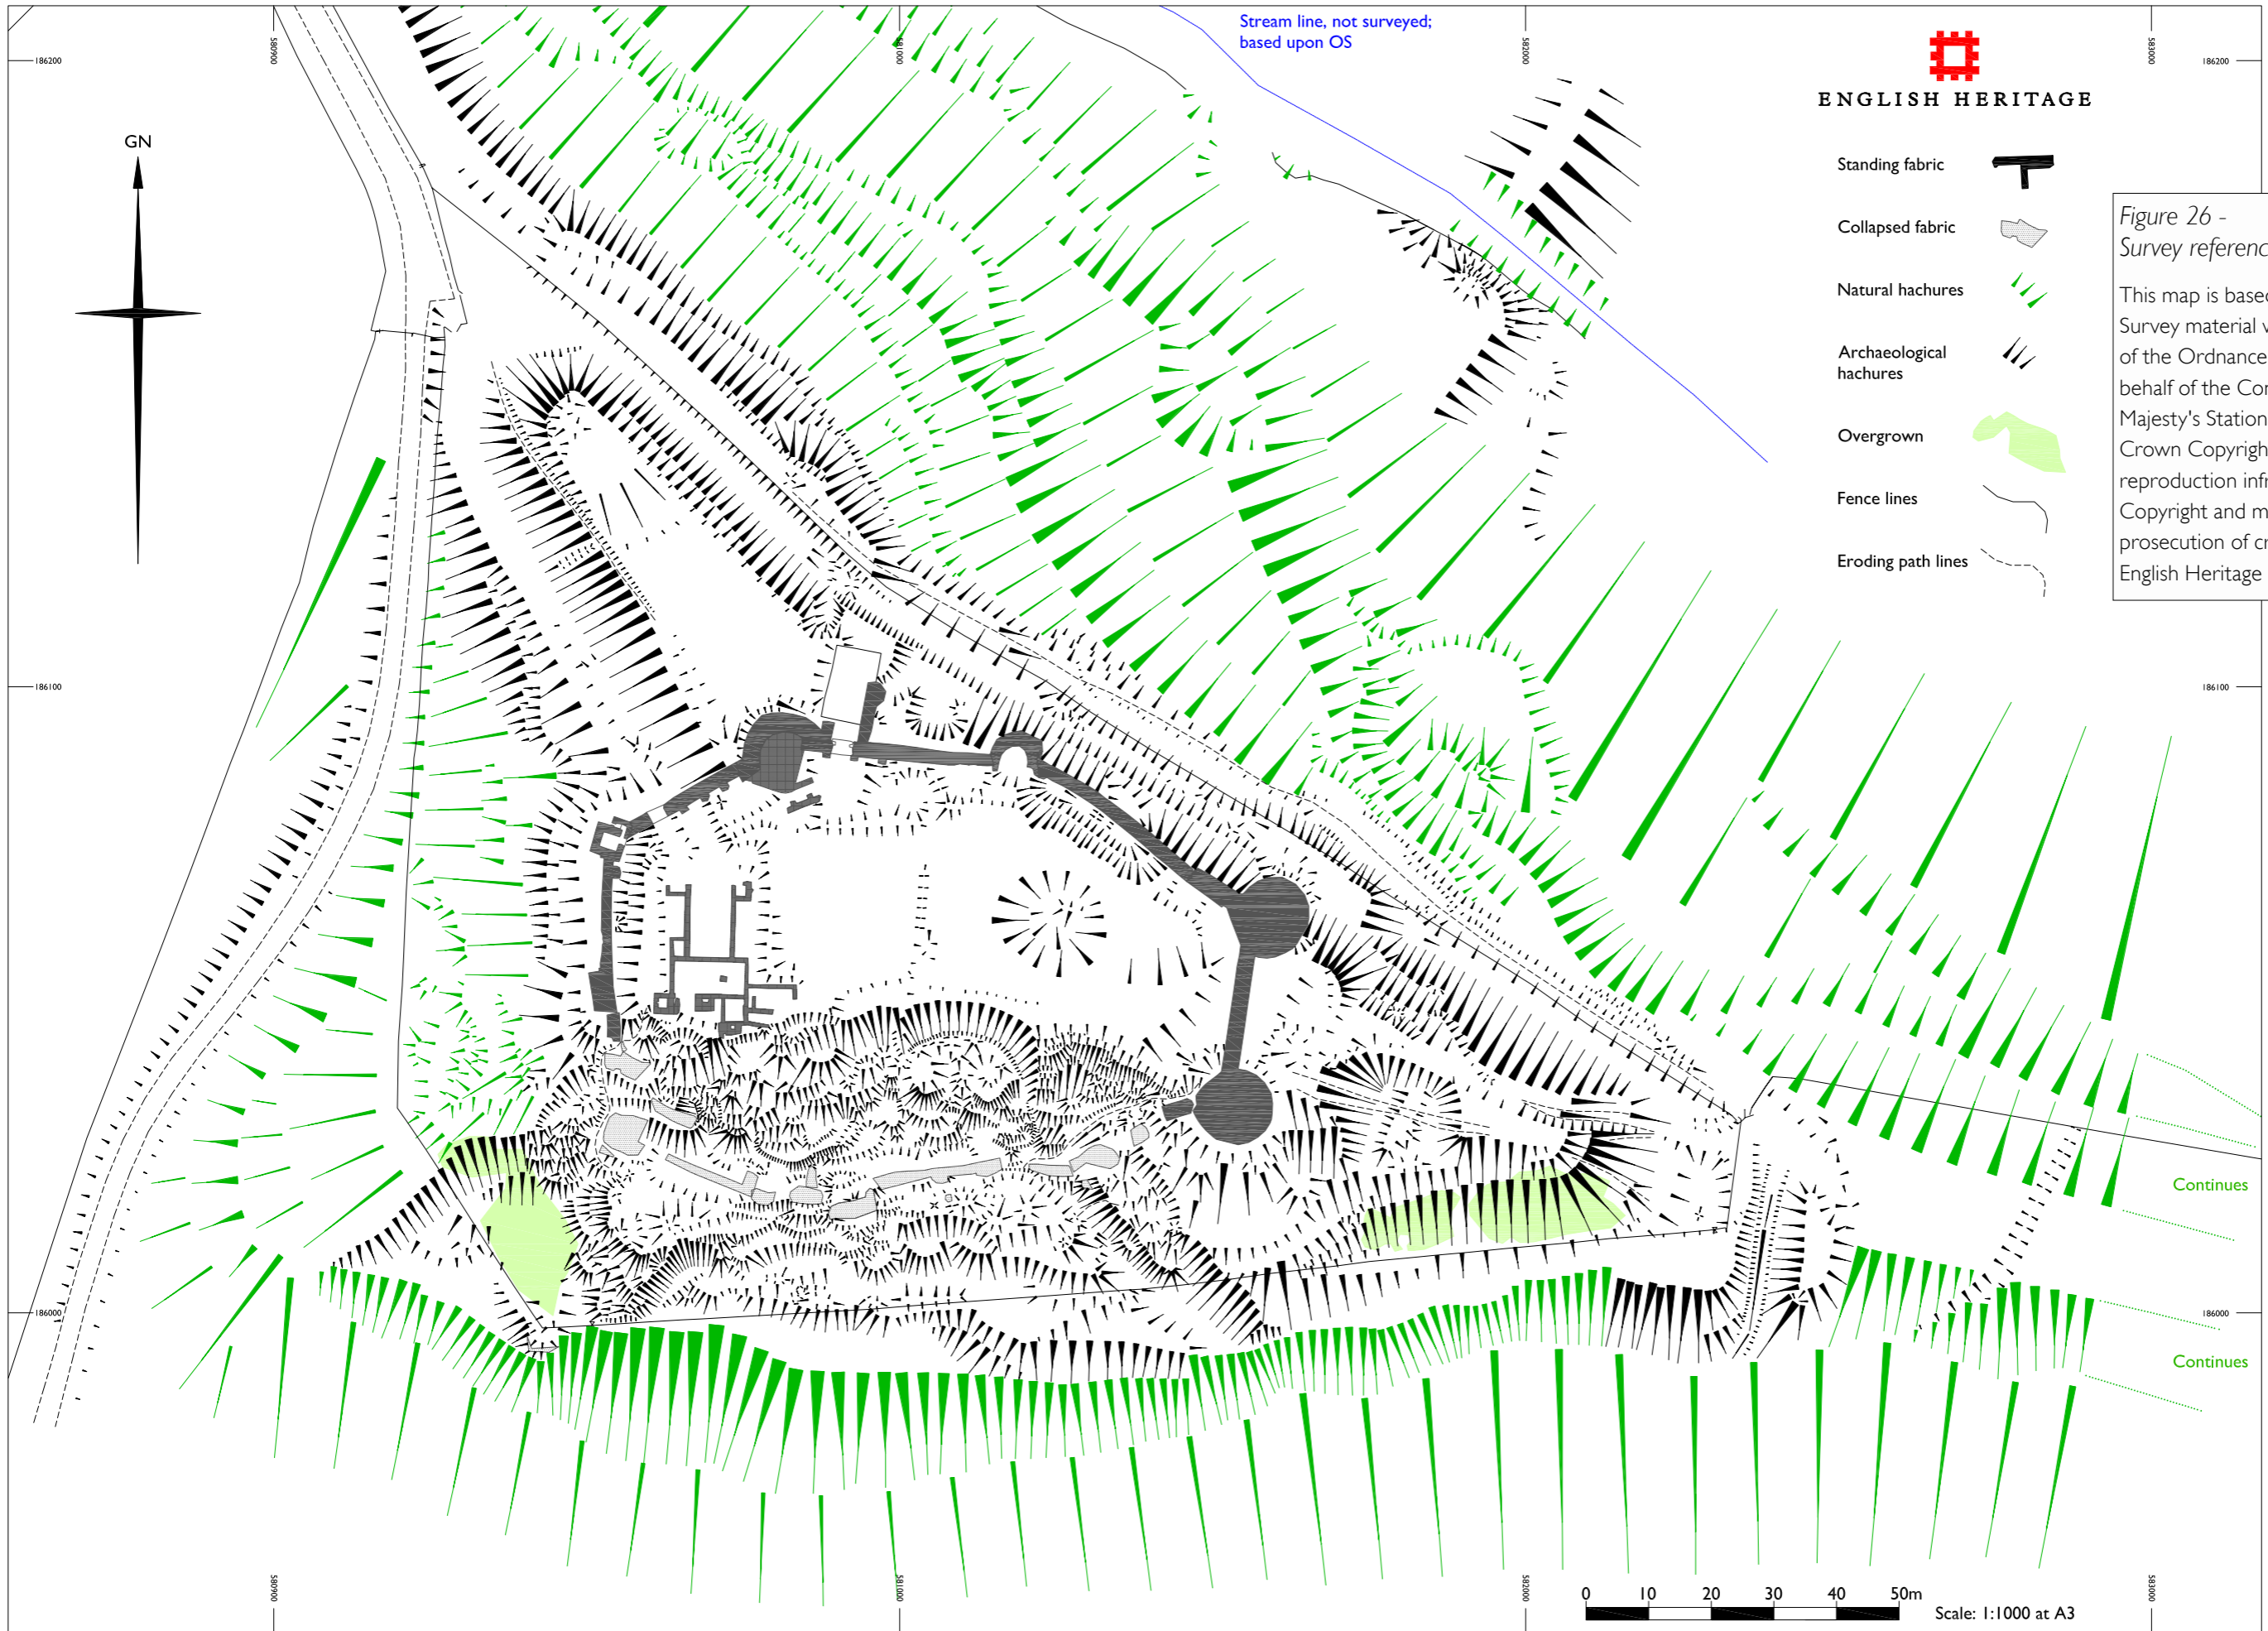 Stream line, not surveyed;
based upon OS
580900
581000
582000
583000
186200
186200
GN
ENGLISH HERITAGE
Standing fabric
Collapsed fabric
Natural hachures
Archaeological
hachures
Overgrown
Fence lines
Eroding path lines
Figure 26 -
Survey referenc
This map is base
Survey material
of the Ordnance
behalf of the Co
Majesty's Station
Crown Copyrigh
reproduction infr
Copyright and m
prosecution of c
English Heritage
186100
186100
Continues
186000
186000
Continues
580900
581000
582000
583000
0 10 20 30 40 50m
Scale: 1:1000 at A3